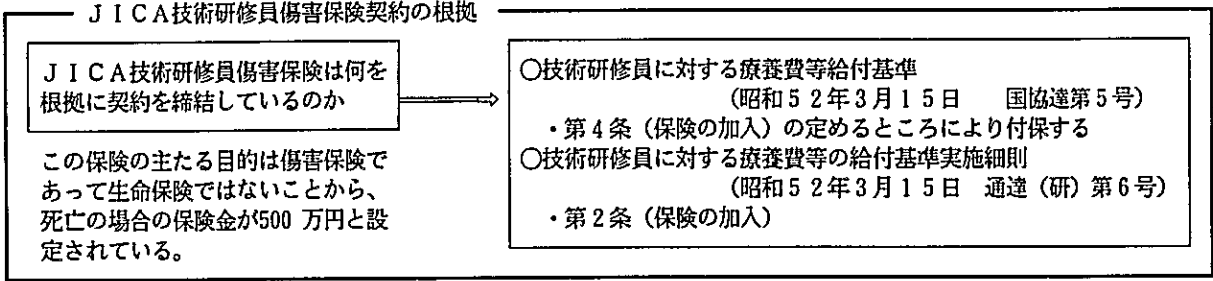 ＪＩＣＡ技術研修員傷害保険契約の根拠
ＪＩＣＡ技術研修員傷害保険は何を
根拠に契約を締結しているのか
この保険の主たる目的は傷害保険で
あって生命保険ではないことから、
死亡の場合の保険金が500 万円と設
定されている。
〇技術研修員に対する療養費等給付基準
（昭和５２年３月１５日　国協達第５号）
・第４条（保険の加入）の定めるところにより付保する
〇技術研修員に対する療養費等の給付基準実施細則
（昭和５２年３月１５日　通達（研）第６号）
・第２条（保険の加入）